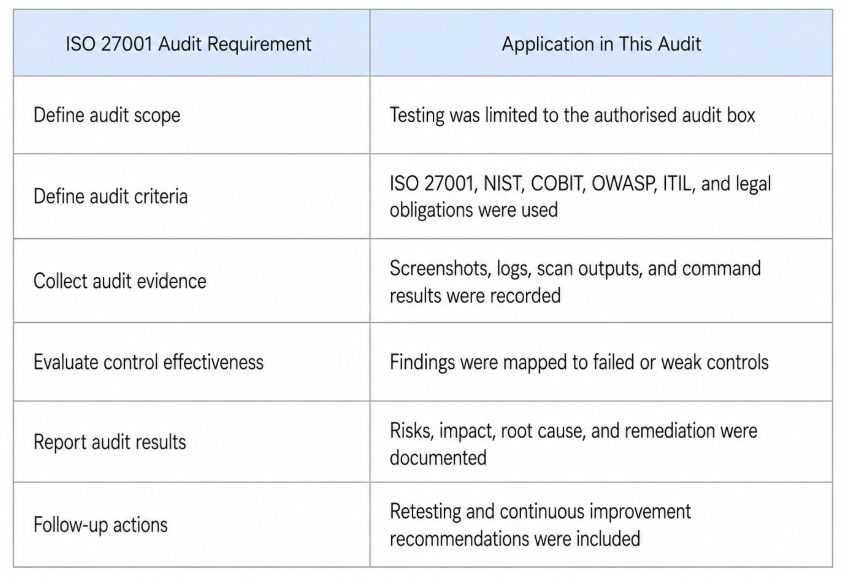 ISO 27001 Audit Requirement
Application in This Audit
Define audit scope
Testing was limited to the authorised audit box
Define audit criteria
ISO 27001, NIST, COBIT, OWASP, ITIL, and legal
obligations were used
Collect audit evidence
Screenshots, logs, scan outputs, and command
results were recorded
Evaluate control effectiveness
Findings were mapped to failed or weak controls
Report audit results
Risks, impact, root cause, and remediation were
documented
Follow-up actions
Retesting and continuous improvement
recommendations were included